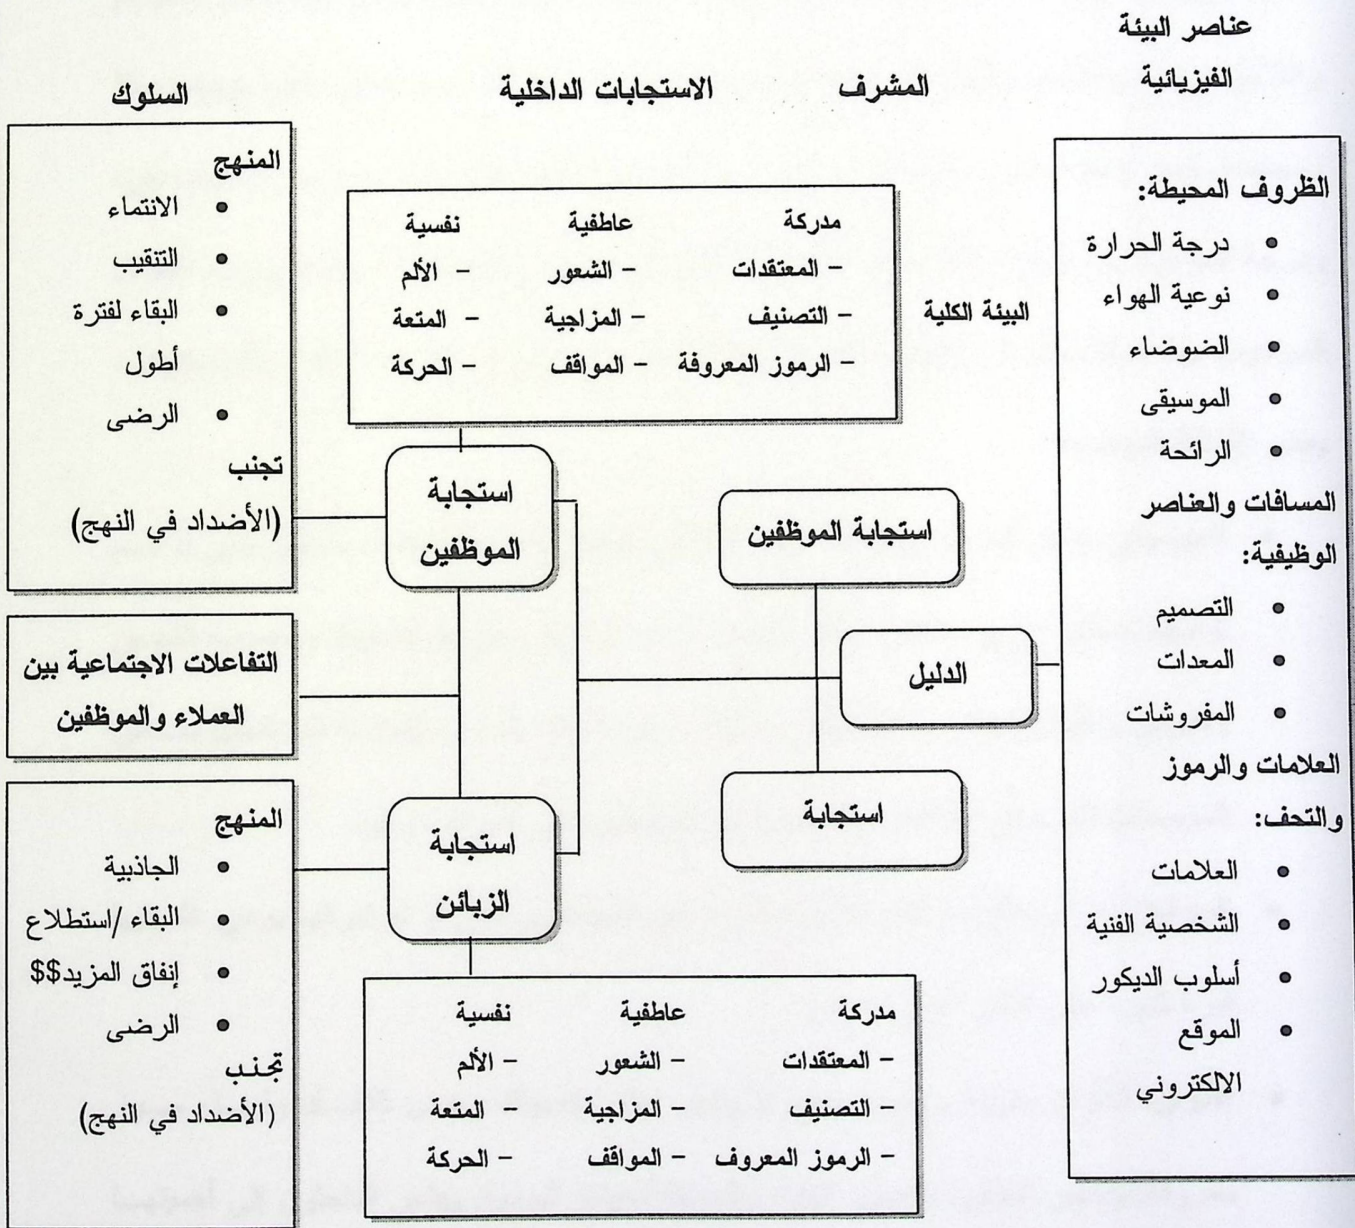 عناصر البيئة
الفيزيائية
المشرف
الاستجابات الداخلية
السلوك
الظروف المحيطة:
• درجة الحرارة
• نوعية الهواء
• الضوضاء
• الموسيقى
• الرائحة
المسافات والعناصر
الوظيفية:
• التصميم
• المعدات
• المفروشات
العلامات والرموز
والتحف:
• العلامات
• الشخصية الفنية
• أسلوب الديكور
• الموقع
الالكتروني
البيئة الكلية
الدليل
استجابة الموظفين
استجابة
مدركة عاطفية نفسية
– المعتقدات – الشعور – الألم
– التصنيف – المزاجية – المتعة
– الرموز المعروفة – المواقف – الحركة
استجابة
الموظفين
استجابة
الزبائن
مدركة عاطفية نفسية
– المعتقدات – الشعور – الألم
– التصنيف – المزاجية – المتعة
– الرموز المعروف – المواقف – الحركة
المنهج
• الانتماء
• التنقيب
• البقاء لفترة
أطول
• الرضى
تجنب
(الأضداد في النهج)
التفاعلات الاجتماعية بين
العملاء والموظفين
المنهج
• الجاذبية
• البقاء/استطلاع
• إنفاق المزيد$$
• الرضى
تجنب
(الأضداد في النهج)